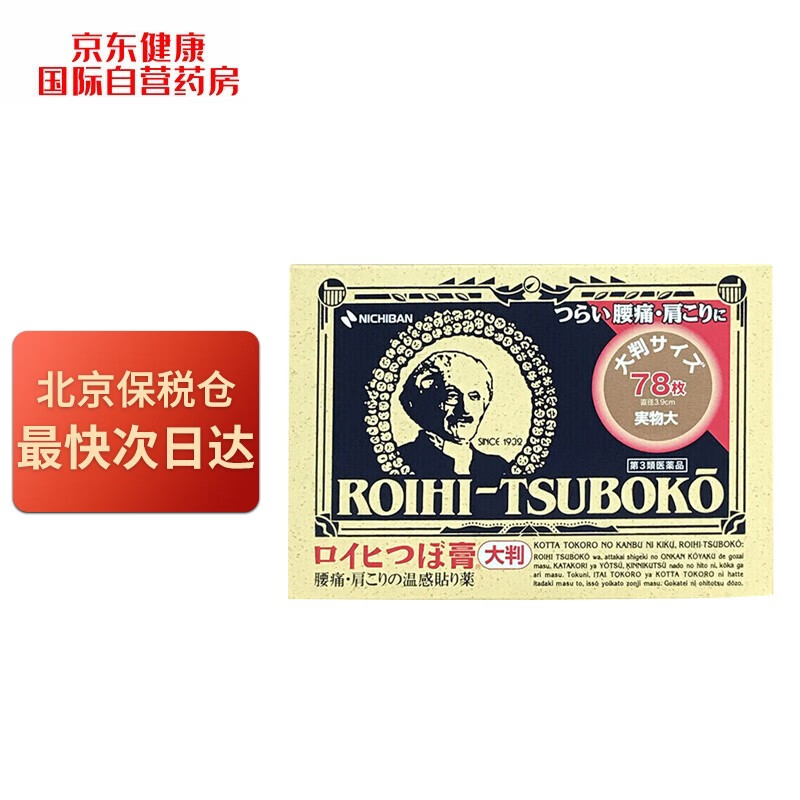 京东健康
国际自营药房
北京保税仓
最快次日达
NICHIBAN
つらい腰痛・肩こりに
大判サイズ
78枚
直径3.9cm
実物大
SINCE 1932
第3類医薬品
ROIHI-TSUBOKŌ
ロイヒつぼ膏® 大判
腰痛・肩こりの温感貼り薬
KOTTA TOKORO NO KANBU NI KIKU, ROIHI-TSUBOKŌ:
ROIHI TSUBOKŌ wa, attakai shigeki no ONKAN KŌYAKU de gozai
masu. KATAKORI ya YŌTSŪ, KINNIKUTSŪ nado no hito ni, kōka ga
ari masu. Tokuni, ITAI TOKORO ya KOTTA TOKORO ni hatte
itadaki masu to, issō yoikato zonji masu. Gokatei ni ohitotsu dōzo.